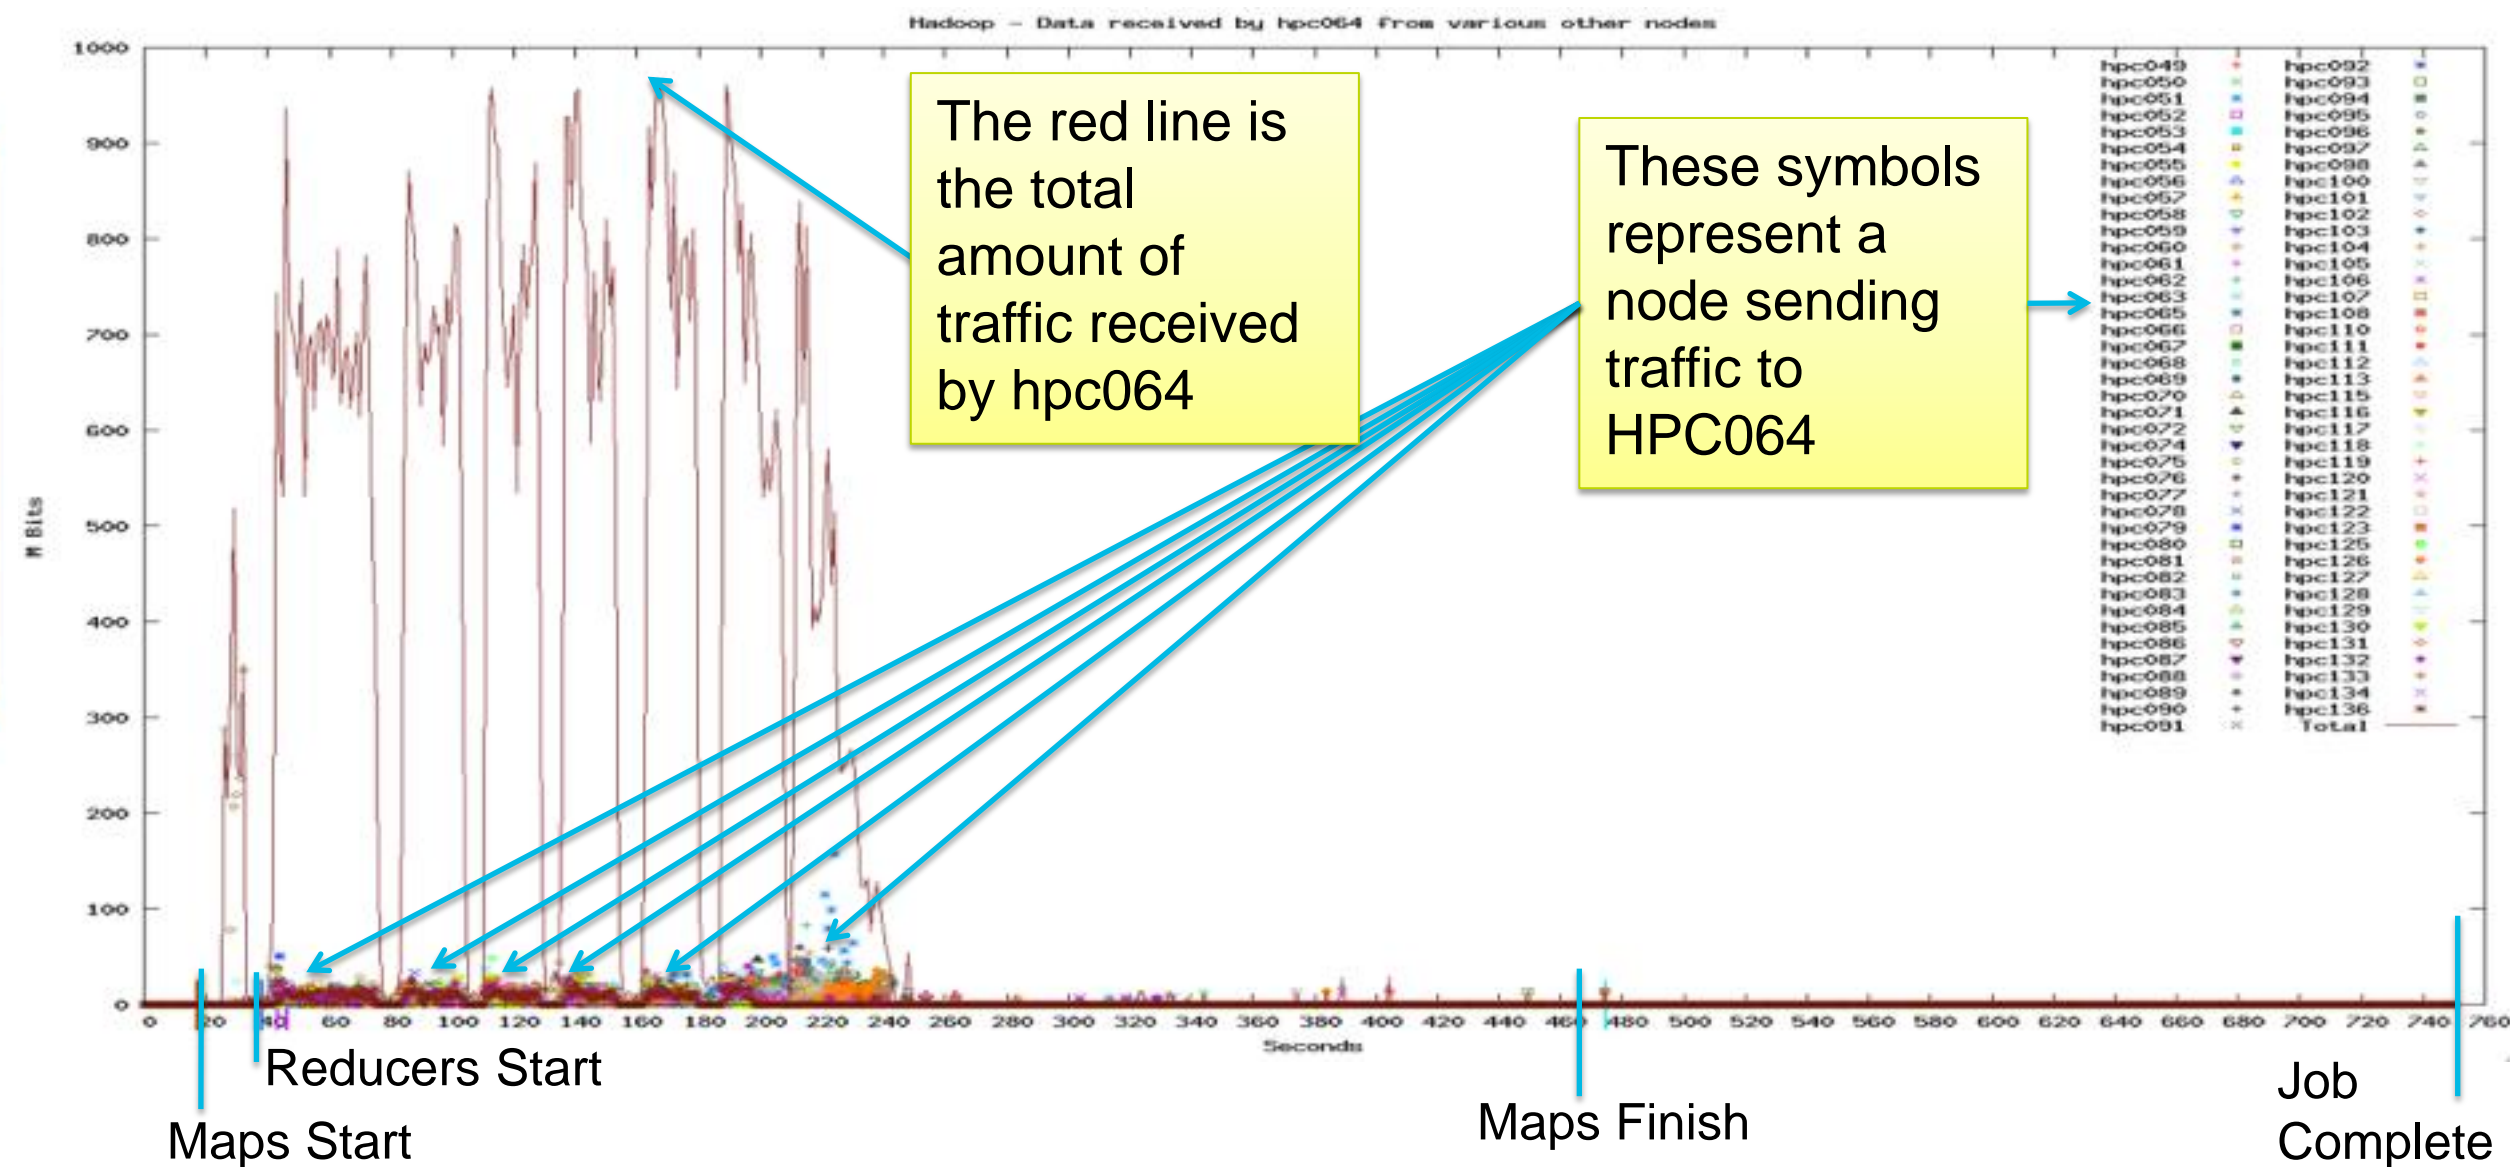 Hadoop - Data received by hpc064 from various other nodes
1000
900
800
700
600
500
400
300
200
100
0
M Bits
The red line is
the total
amount of
traffic received
by hpc064
These symbols
represent a
node sending
traffic to
HPC064
hpc049 hpc092
hpc050 hpc093
hpc051 hpc094
hpc052 hpc095
hpc053 hpc096
hpc054 hpc097
hpc055 hpc098
hpc056 hpc100
hpc057 hpc101
hpc058 hpc102
hpc059 hpc103
hpc060 hpc104
hpc061 hpc105
hpc062 hpc106
hpc063 hpc107
hpc065 hpc108
hpc066 hpc110
hpc067 hpc111
hpc068 hpc112
hpc069 hpc113
hpc070 hpc115
hpc071 hpc116
hpc072 hpc117
hpc074 hpc118
hpc075 hpc119
hpc076 hpc120
hpc077 hpc121
hpc078 hpc122
hpc079 hpc123
hpc080 hpc125
hpc081 hpc126
hpc082 hpc127
hpc083 hpc128
hpc084 hpc129
hpc085 hpc130
hpc086 hpc131
hpc087 hpc132
hpc088 hpc133
hpc089 hpc134
hpc090 hpc136
hpc091 Total
0 20 40 60 80 100 120 140 160 180 200 220 240 260 280 300 320 340 360 380 400 420 440 460 480 500 520 540 560 580 600 620 640 660 680 700 720 740 760
Seconds
Reducers Start
Maps Start
Maps Finish
Job
Complete